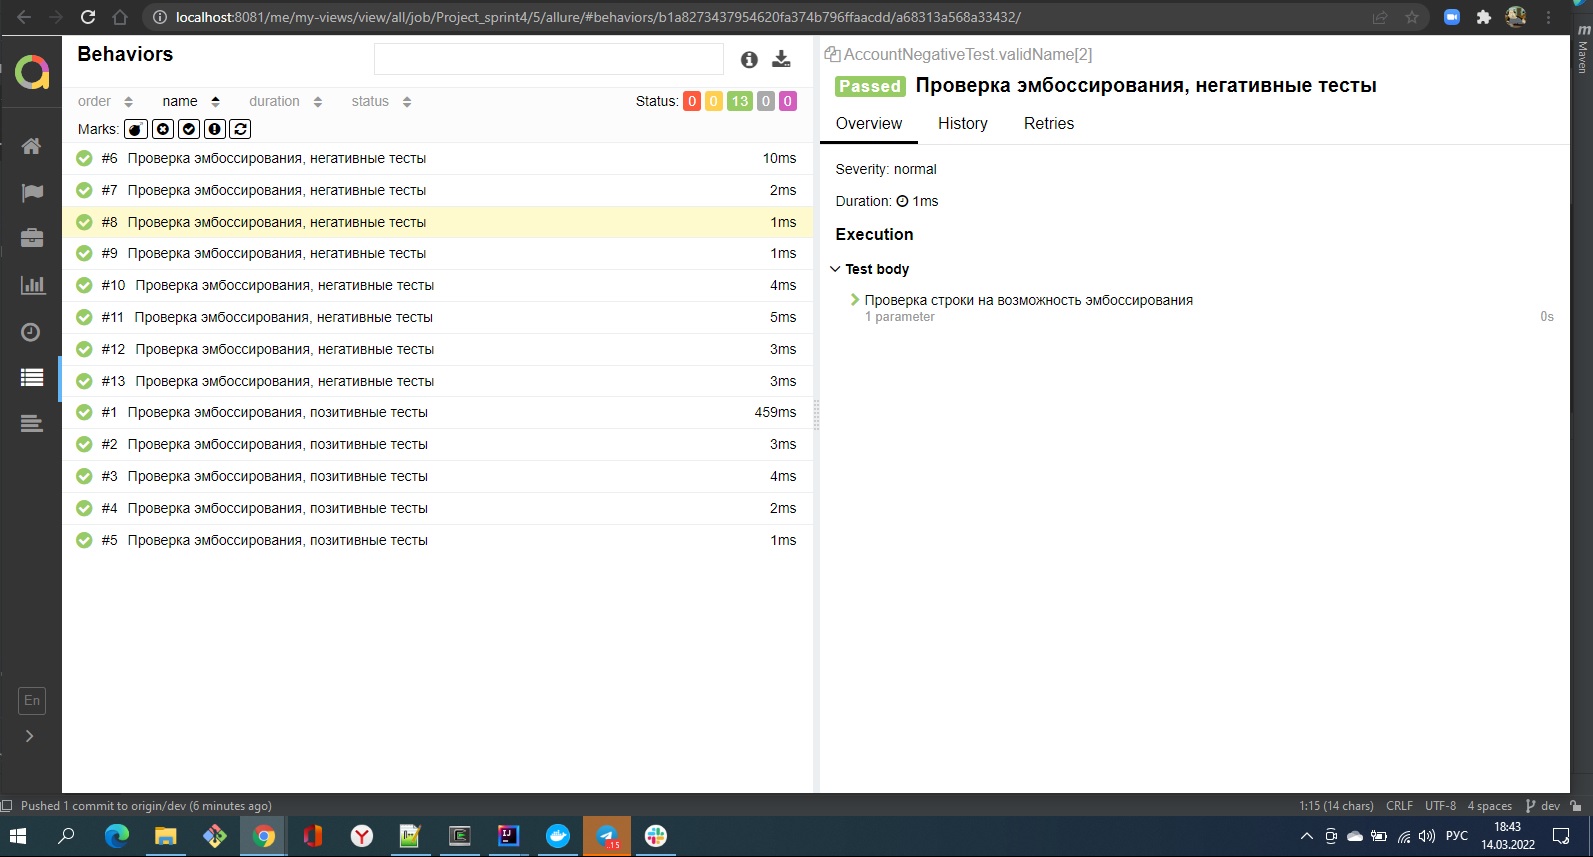 localhost:8081/me/my-views/view/all/job/Project_sprint4/5/allure/#behaviors/b1a8273437954620fa374b796ffaacdd/a68313a568a33432/
Maven
Behaviors
order name duration status
Status: 0 0 13 0 0
Marks:
#6 Проверка эмбоссирования, негативные тесты 10ms
#7 Проверка эмбоссирования, негативные тесты 2ms
#8 Проверка эмбоссирования, негативные тесты 1ms
#9 Проверка эмбоссирования, негативные тесты 1ms
#10 Проверка эмбоссирования, негативные тесты 4ms
#11 Проверка эмбоссирования, негативные тесты 5ms
#12 Проверка эмбоссирования, негативные тесты 3ms
#13 Проверка эмбоссирования, негативные тесты 3ms
#1 Проверка эмбоссирования, позитивные тесты 459ms
#2 Проверка эмбоссирования, позитивные тесты 3ms
#3 Проверка эмбоссирования, позитивные тесты 4ms
#4 Проверка эмбоссирования, позитивные тесты 2ms
#5 Проверка эмбоссирования, позитивные тесты 1ms
En
AccountNegativeTest.validName[2]
Passed Проверка эмбоссирования, негативные тесты
Overview History Retries
Severity: normal
Duration: 1ms
Execution
Test body
Проверка строки на возможность эмбоссирования
1 parameter 0s
Pushed 1 commit to origin/dev (6 minutes ago) 1:15 (14 chars) CRLF UTF-8 4 spaces dev
РУС
18:43
14.03.2022